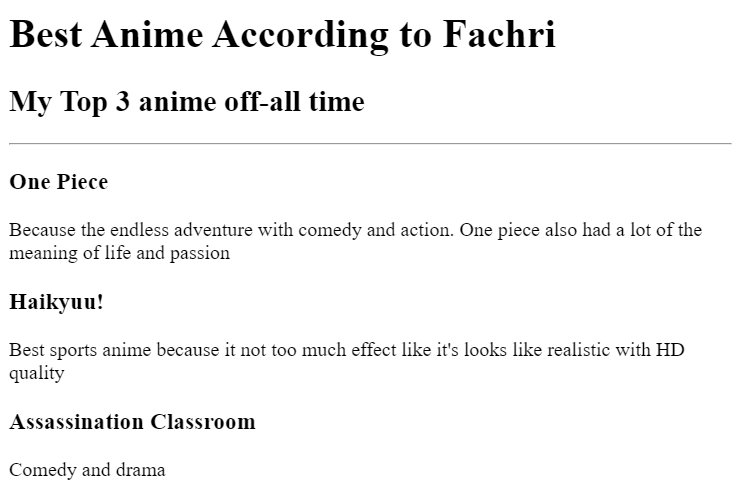 Best Anime According to Fachri
My Top 3 anime off-all time
One Piece
Because the endless adventure with comedy and action. One piece also had a lot of the
meaning of life and passion
Haikyuu!
Best sports anime because it not too much effect like it's looks like realistic with HD
quality
Assassination Classroom
Comedy and drama